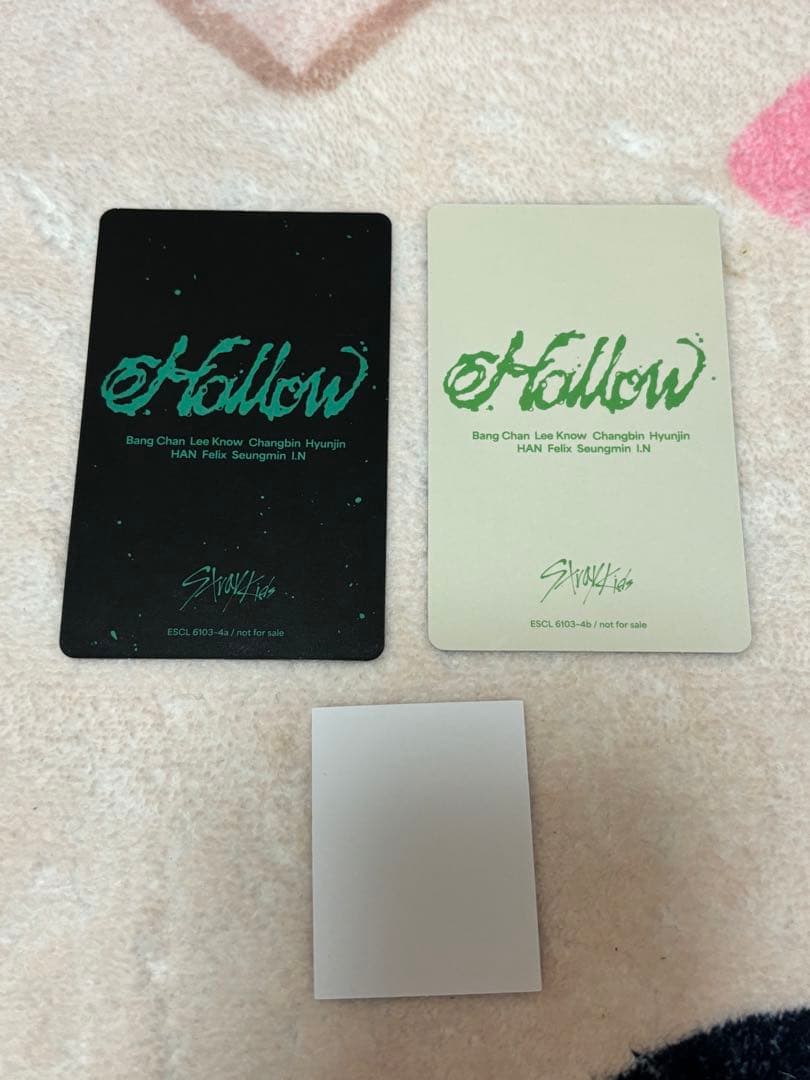 Hallow
Bang Chan Lee Know Changbin Hyunjin
HAN Felix Seungmin I.N
Stray Kids
ESCL 6103-4a / not for sale
Hallow
Bang Chan Lee Know Changbin Hyunjin
HAN Felix Seungmin I.N
Stray Kids
ESCL 6103-4b / not for sale